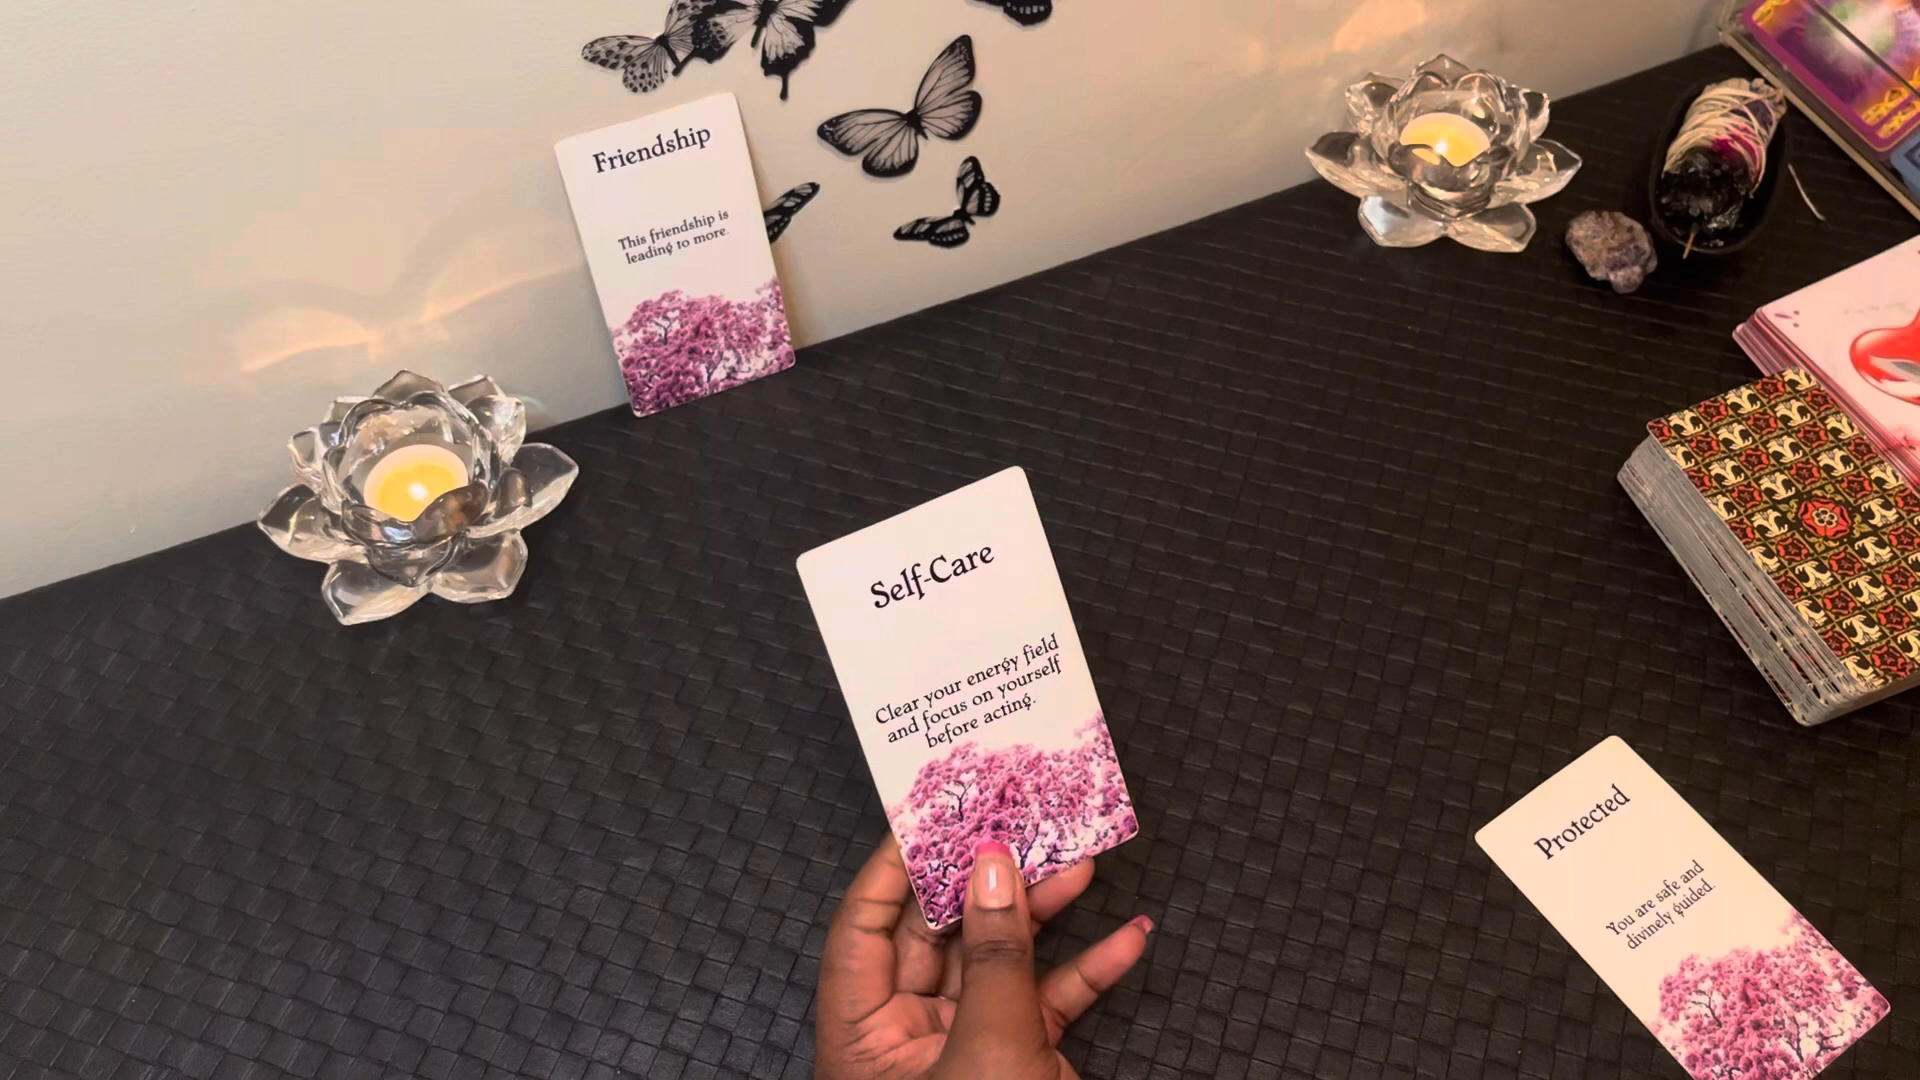 Friendship
This friendship is
leading to more.
Self-Care
Clear your energy field
and focus on yourself
before acting.
Protected
You are safe and
divinely guided.